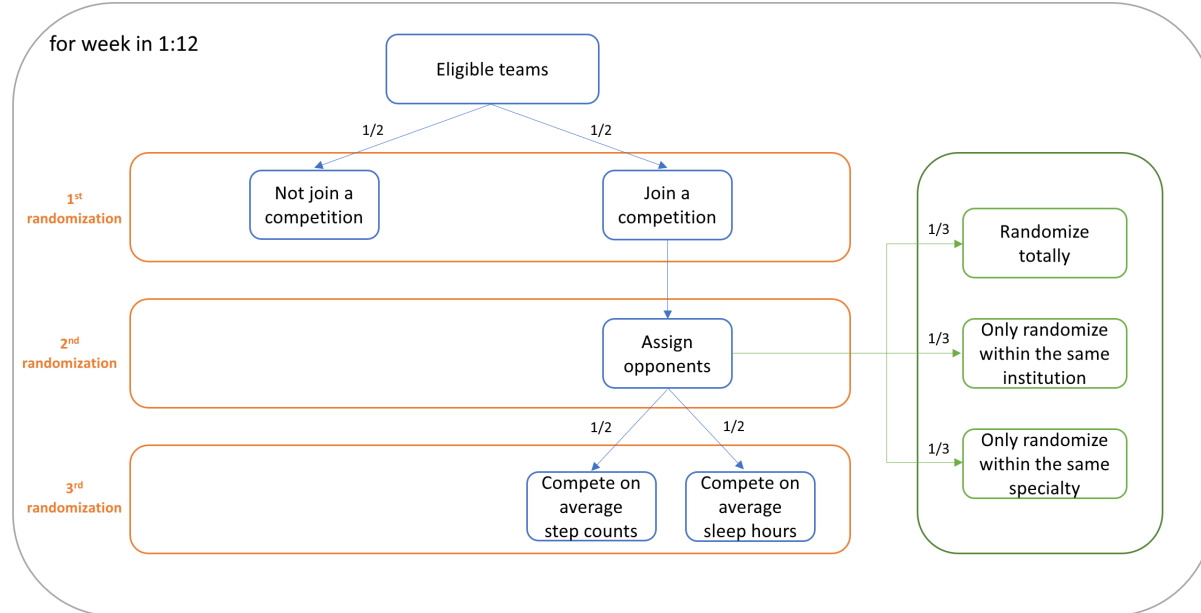 for week in 1:12
Eligible teams
1/2
1/2
1st
randomization
Not join a
competition
Join a
competition
1/3
Randomize
totally
2nd
randomization
Assign
opponents
1/3
Only randomize
within the same
institution
1/2
1/2
1/3
Only randomize
within the same
specialty
3rd
randomization
Compete on
average
step counts
Compete on
average
sleep hours